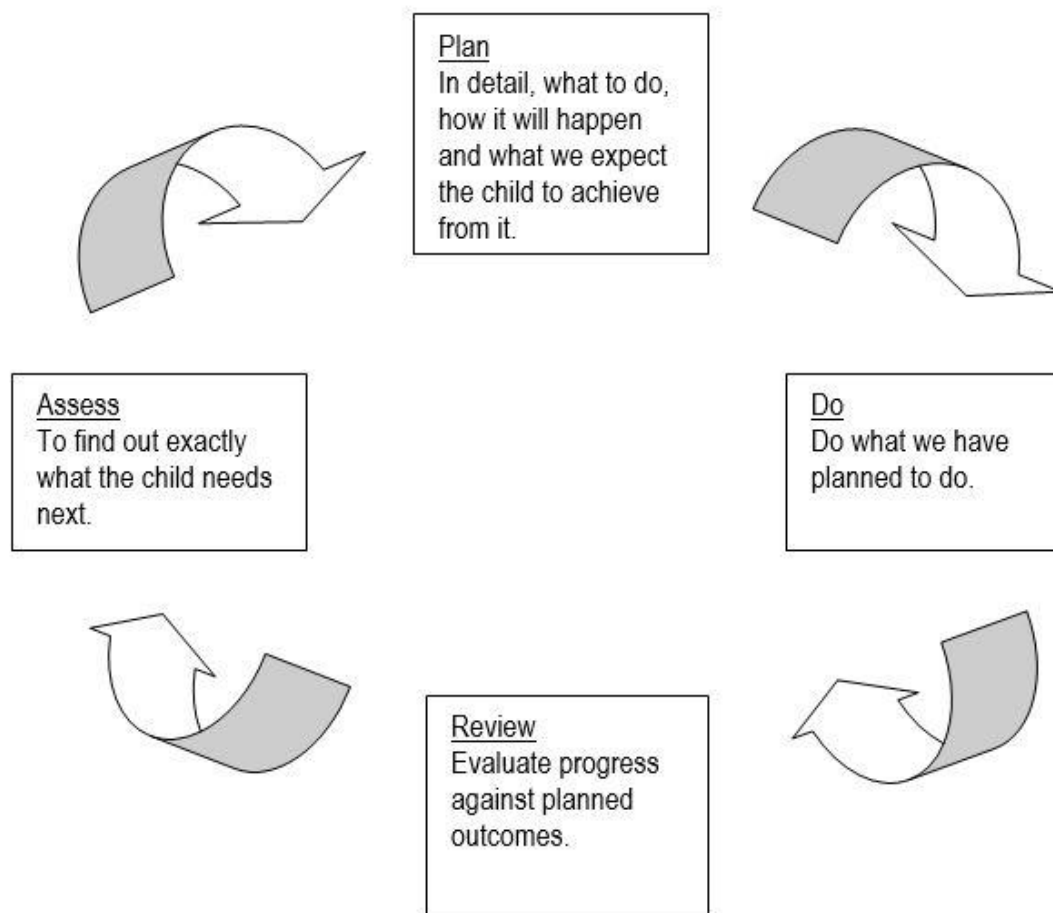 Plan
In detail, what to do,
how it will happen
and what we expect
the child to achieve
from it.
Assess
To find out exactly
what the child needs
next.
Do
Do what we have
planned to do.
Review
Evaluate progress
against planned
outcomes.